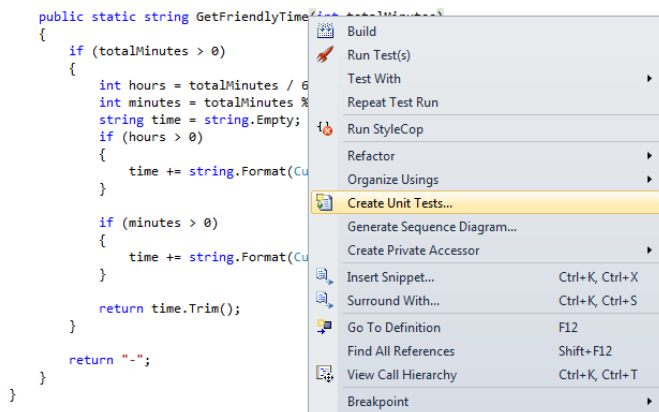 public static string GetFriendlyTime(int totalMinutes)
{
if (totalMinutes > 0)
{
int hours = totalMinutes / 6
int minutes = totalMinutes %
string time = string.Empty;
if (hours > 0)
{
time += string.Format(Cu
}
if (minutes > 0)
{
time += string.Format(Cu
}
return time.Trim();
}
return "-";
}
}
Build
Run Test(s)
Test With
Repeat Test Run
Run StyleCop
Refactor
Organize Usings
Create Unit Tests...
Generate Sequence Diagram...
Create Private Accessor
Insert Snippet... Ctrl+K, Ctrl+X
Surround With... Ctrl+K, Ctrl+S
Go To Definition F12
Find All References Shift+F12
View Call Hierarchy Ctrl+K, Ctrl+T
Breakpoint